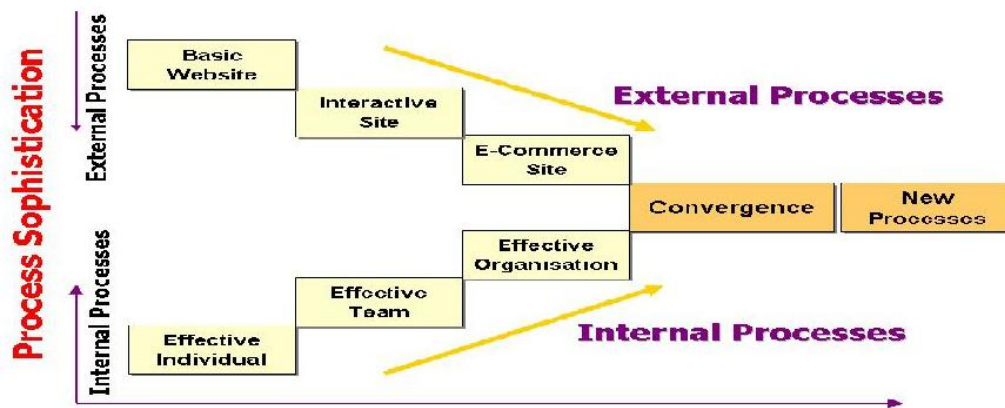 Process Sophistication
External Processes
Internal Processes
Basic
Website
Interactive
Site
E-Commerce
Site
External Processes
Convergence
New
Processes
Effective
Organisation
Effective
Team
Effective
Individual
Internal Processes